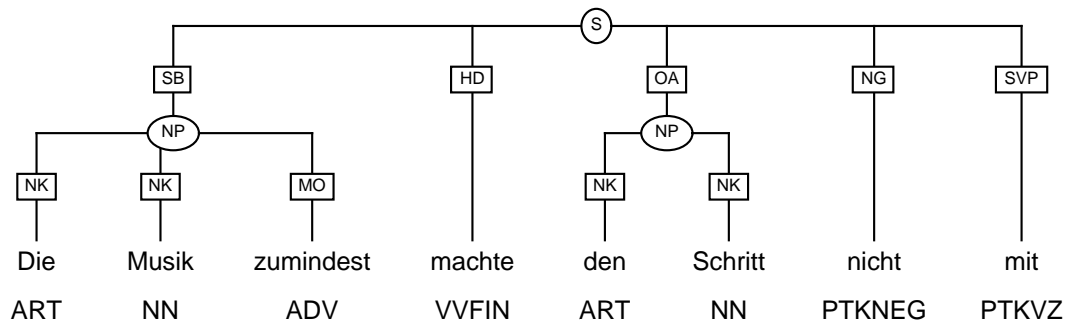 S
SB HD OA NG SVP
NP NP
NK NK MO NK NK
Die Musik zumindest machte den Schritt nicht mit
ART NN ADV VVFIN ART NN PTKNEG PTKVZ